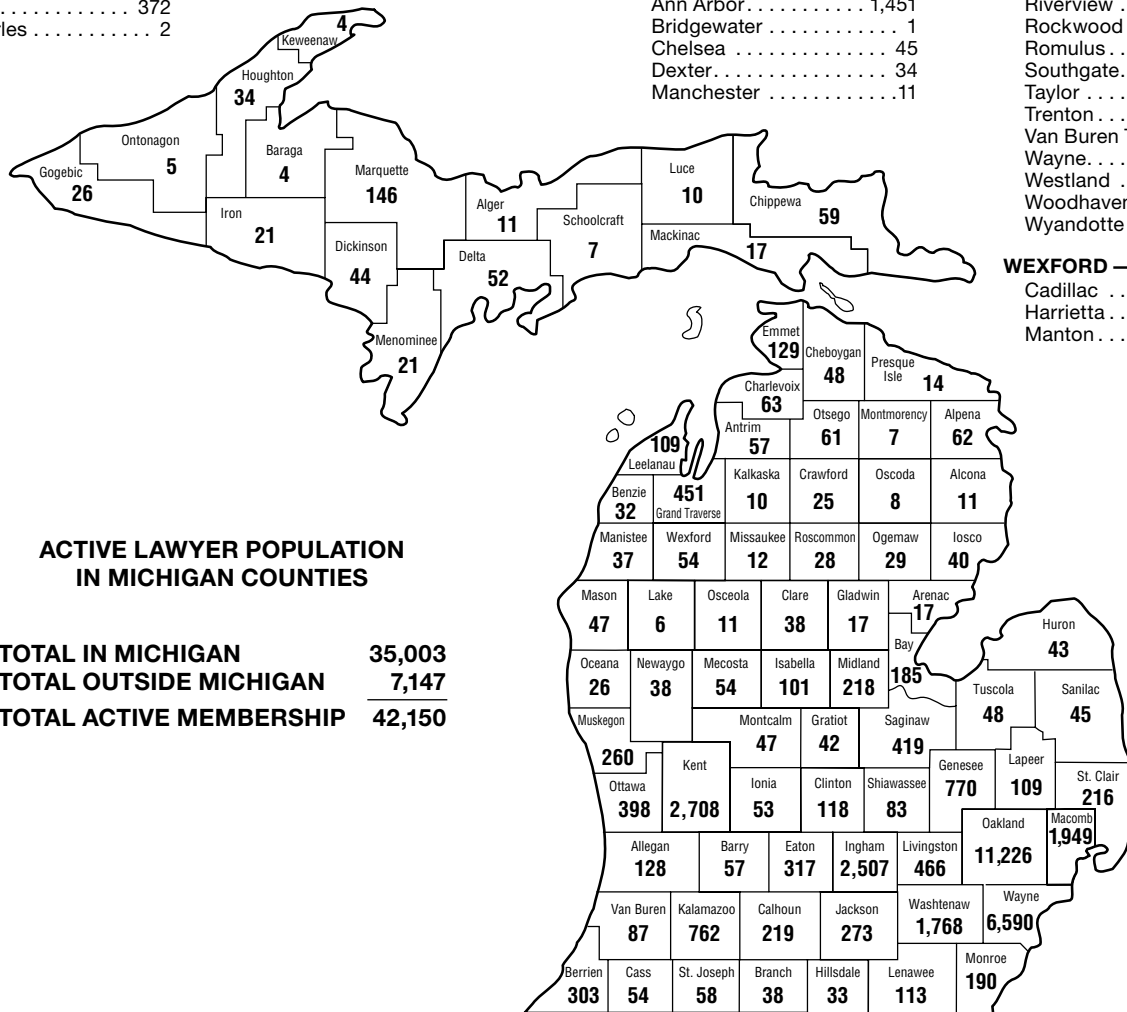 . . . . . . . . . . . . 372
les . . . . . . . . . . . 2
Ann Arbor. . . . . . . . . . . 1,451
Bridgewater . . . . . . . . . . . . 1
Chelsea . . . . . . . . . . . . . . . 45
Dexter. . . . . . . . . . . . . . . . 34
Manchester . . . . . . . . . . . .11
Riverview .
Rockwood
Romulus. .
Southgate.
Taylor . . . .
Trenton . . .
Van Buren
Wayne. . . .
Westland .
Woodhaven
Wyandotte
WEXFORD —
Cadillac . .
Harrietta . .
Manton . . .
Keweenaw
4
Houghton
34
Ontonagon
5
Gogebic
26
Baraga
4
Iron
21
Marquette
146
Dickinson
44
Menominee
21
Alger
11
Delta
52
Schoolcraft
7
Luce
10
Mackinac
17
Chippewa
59
Emmet
129
Cheboygan
48
Presque
Isle
14
Charlevoix
63
Antrim
57
Otsego
61
Montmorency
7
Alpena
62
109
Leelanau
Benzie
32
451
Grand Traverse
Kalkaska
10
Crawford
25
Oscoda
8
Alcona
11
Manistee
37
Wexford
54
Missaukee
12
Roscommon
28
Ogemaw
29
Iosco
40
Mason
47
Lake
6
Osceola
11
Clare
38
Gladwin
17
Arenac
17
Bay
185
Huron
43
Oceana
26
Newaygo
38
Mecosta
54
Isabella
101
Midland
218
Tuscola
48
Sanilac
45
Muskegon
260
Montcalm
47
Gratiot
42
Saginaw
419
Kent
2,708
Ottawa
398
Ionia
53
Clinton
118
Shiawassee
83
Genesee
770
Lapeer
109
St. Clair
216
Allegan
128
Barry
57
Eaton
317
Ingham
2,507
Livingston
466
Oakland
11,226
Macomb
1,949
Van Buren
87
Kalamazoo
762
Calhoun
219
Jackson
273
Washtenaw
1,768
Wayne
6,590
Berrien
303
Cass
54
St. Joseph
58
Branch
38
Hillsdale
33
Lenawee
113
Monroe
190
ACTIVE LAWYER POPULATION
IN MICHIGAN COUNTIES
TOTAL IN MICHIGAN 35,003
TOTAL OUTSIDE MICHIGAN 7,147
TOTAL ACTIVE MEMBERSHIP 42,150